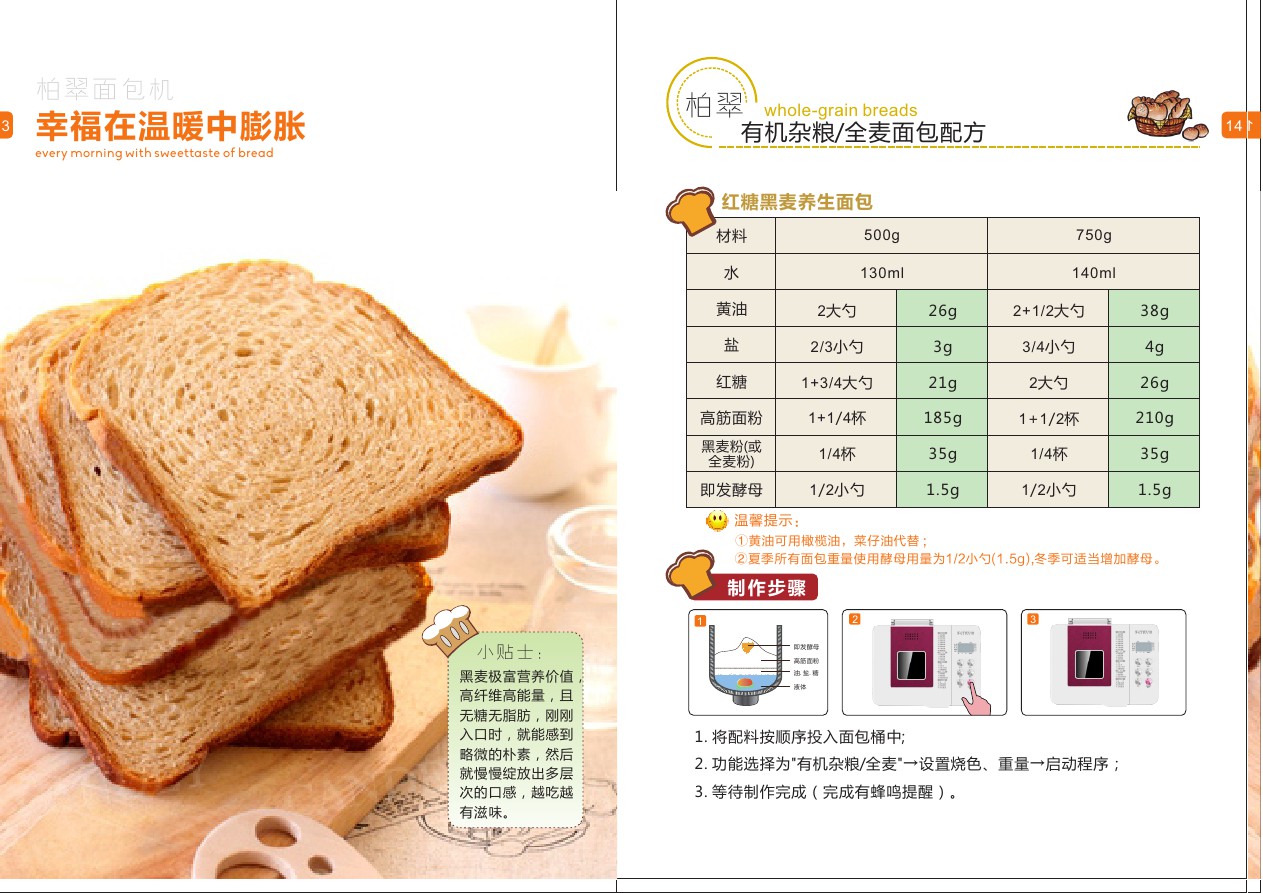 柏翠面包机
3
幸福在温暖中膨胀
every morning with sweettaste of bread
小贴士：
黑麦极富营养价值，
高纤维高能量，且
无糖无脂肪，刚刚
入口时，就能感到
略微的朴素，然后
就慢慢绽放出多层
次的口感，越吃越
有滋味。
柏翠
whole-grain breads
有机杂粮/全麦面包配方
14
红糖黑麦养生面包
材料 500g 750g
水 130ml 140ml
黄油 2大勺 26g 2+1/2大勺 38g
盐 2/3小勺 3g 3/4小勺 4g
红糖 1+3/4大勺 21g 2大勺 26g
高筋面粉 1+1/4杯 185g 1+1/2杯 210g
黑麦粉(或
全麦粉) 1/4杯 35g 1/4杯 35g
即发酵母 1/2小勺 1.5g 1/2小勺 1.5g
温馨提示：
①黄油可用橄榄油，菜仔油代替；
②夏季所有面包重量使用酵母用量为1/2小勺(1.5g),冬季可适当增加酵母。
制作步骤
1
即发酵母
高筋面粉
油. 盐. 糖
液体
2
3
1. 将配料按顺序投入面包桶中;
2. 功能选择为"有机杂粮/全麦"→设置烧色、重量→启动程序；
3. 等待制作完成（完成有蜂鸣提醒）。